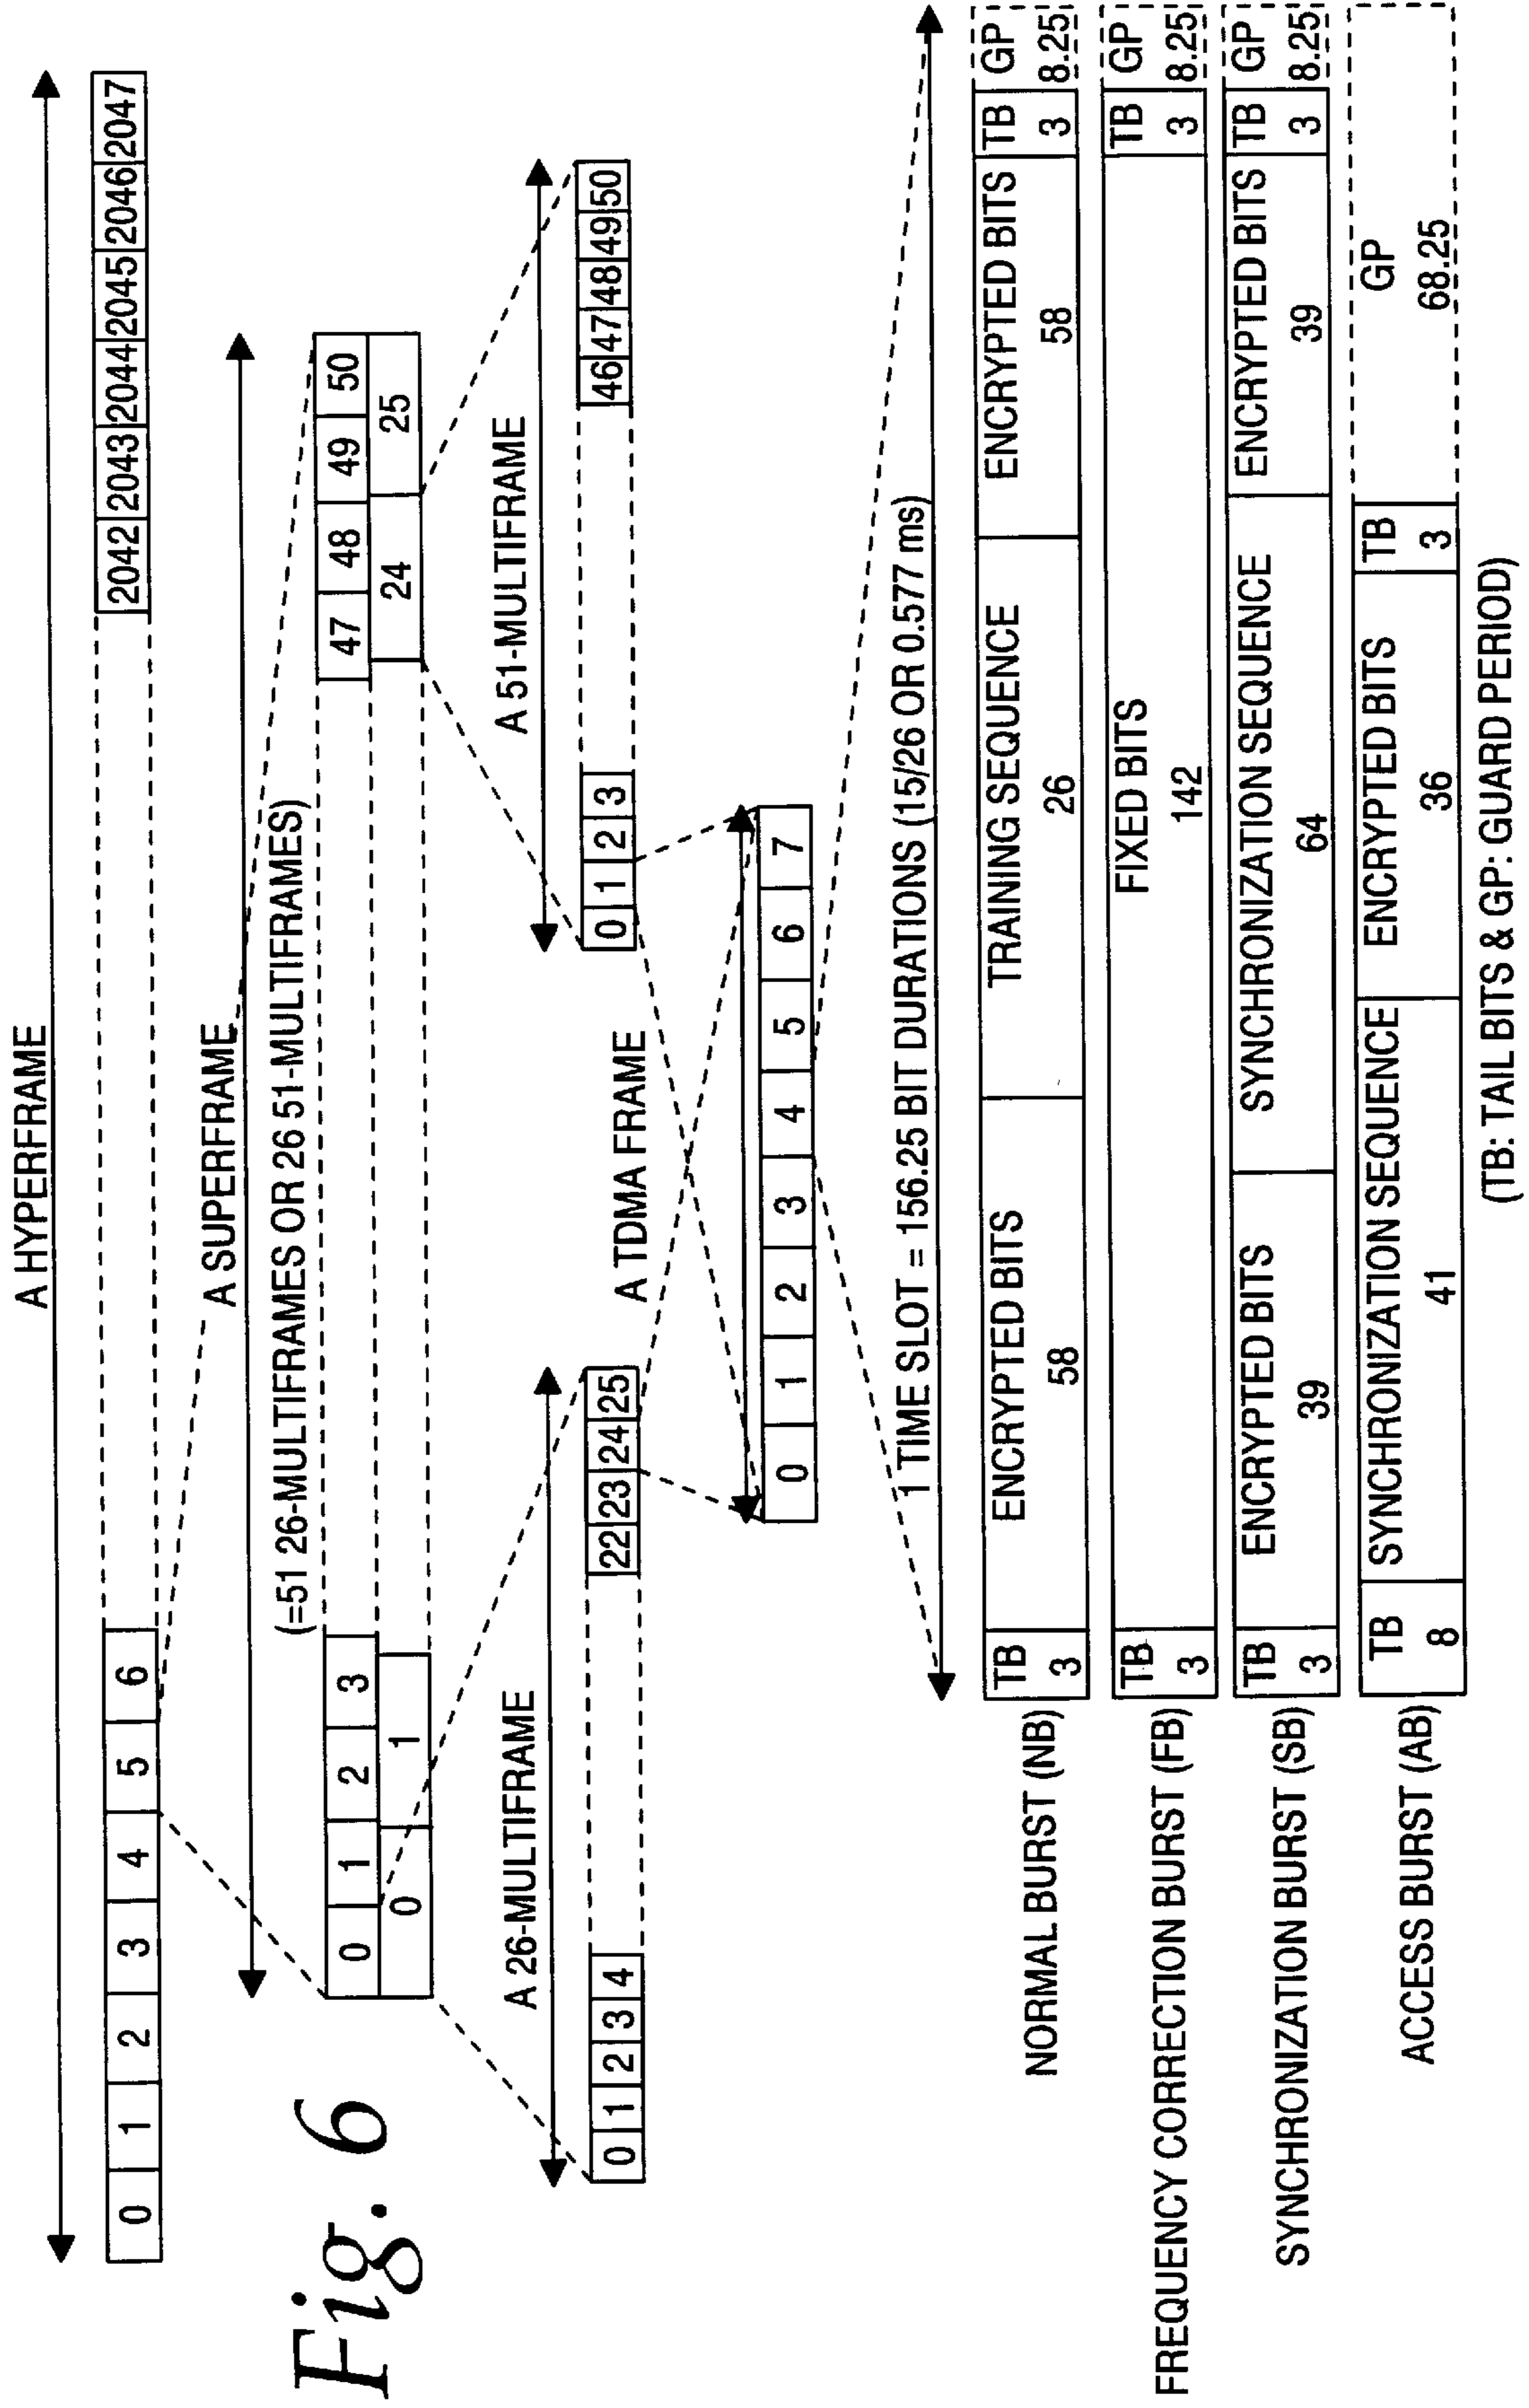 A HYPERFRAME
0 1 2 3 4 5 6 2042 2043 2044 2045 2046 2047
A SUPERFRAME
(=51 26-MULTIFRAMES OR 26 51-MULTIFRAMES)
0 1 2 3 47 48 49 50
0 1 24 25
A 26-MULTIFRAME
0 1 2 3 4 22 23 24 25
A 51-MULTIFRAME
0 1 2 3 46 47 48 49 50
A TDMA FRAME
0 1 2 3 4 5 6 7
1 TIME SLOT = 156.25 BIT DURATIONS (15/26 OR 0.577 ms)
NORMAL BURST (NB)
TB ENCRYPTED BITS TRAINING SEQUENCE ENCRYPTED BITS TB GP
3 58 26 58 3 8.25
FREQUENCY CORRECTION BURST (FB)
TB FIXED BITS TB GP
3 142 3 8.25
SYNCHRONIZATION BURST (SB)
TB ENCRYPTED BITS SYNCHRONIZATION SEQUENCE ENCRYPTED BITS TB GP
3 39 64 39 3 8.25
ACCESS BURST (AB)
TB SYNCHRONIZATION SEQUENCE ENCRYPTED BITS TB GP
8 41 36 3 68.25
(TB: TAIL BITS & GP: GUARD PERIOD)
Fig. 6